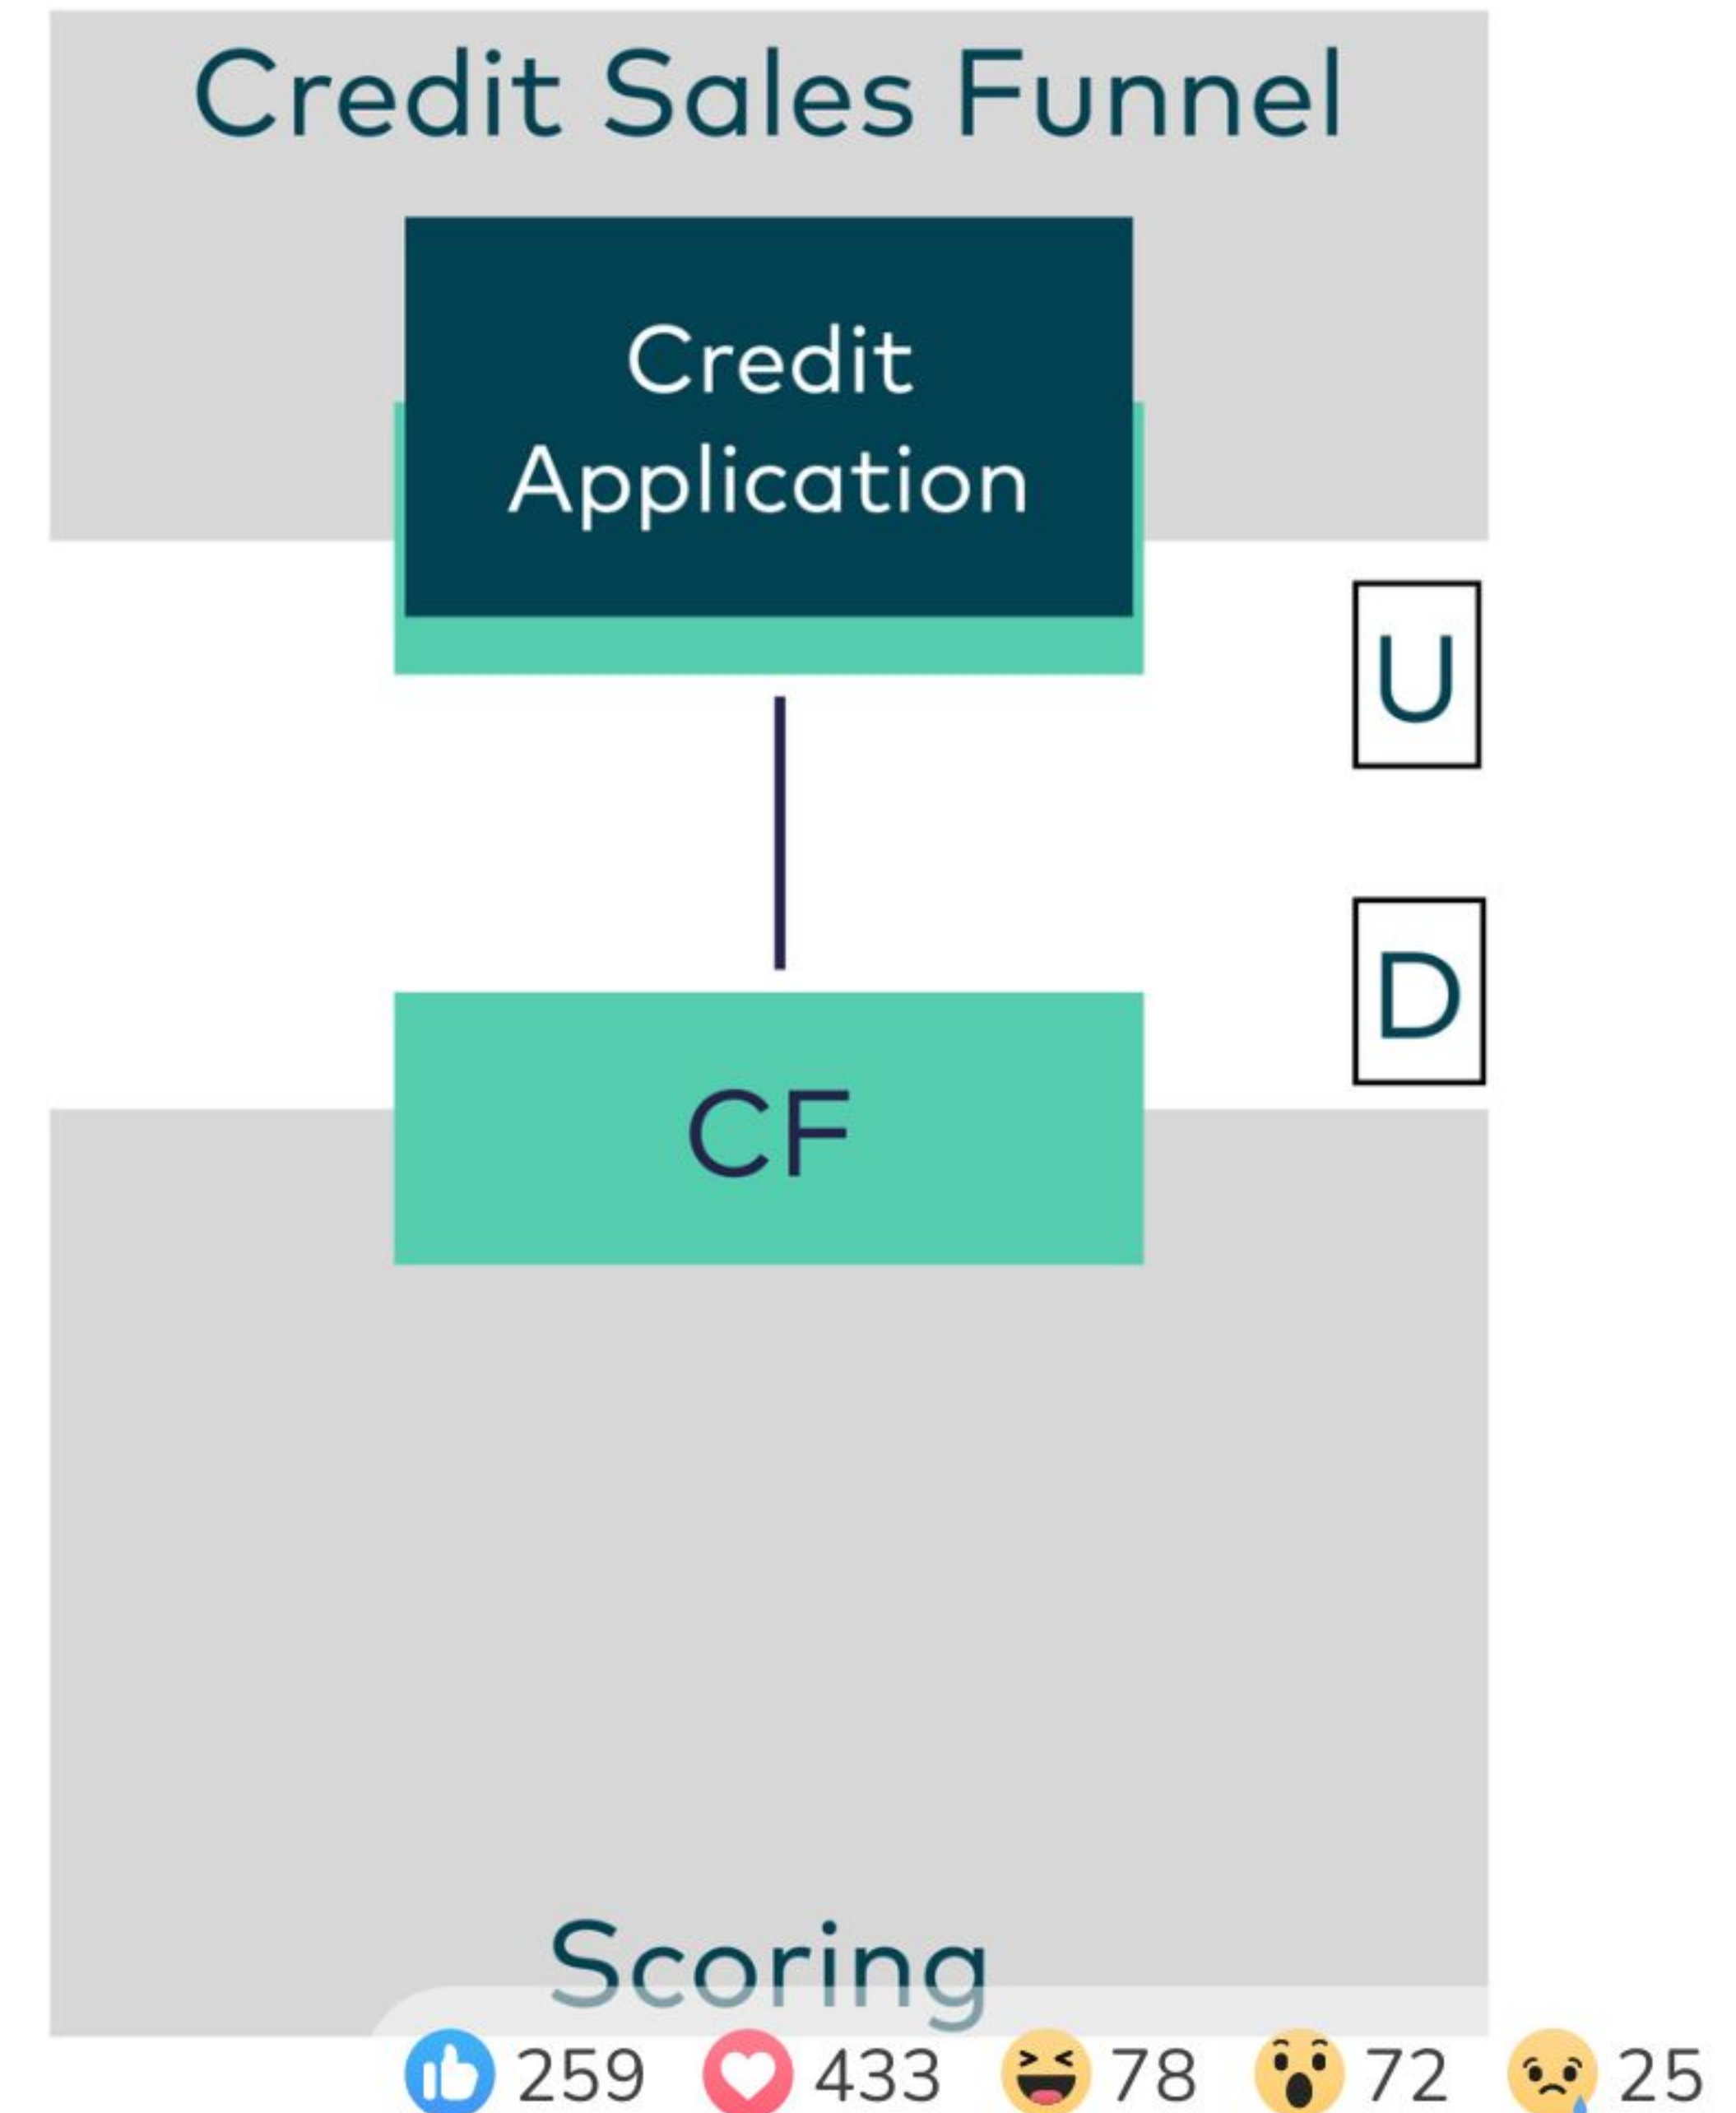 Credit Sales Funnel
Credit
Application
U
D
CF
Scoring
259 433 78 72 25